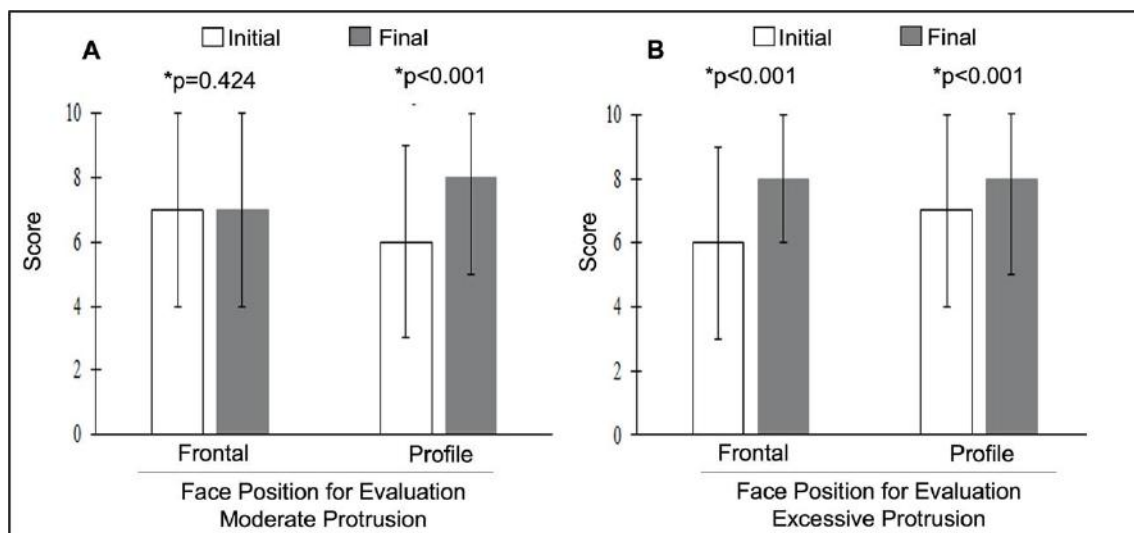 A
Initial
Final
*p=0.424
*p<0.001
10
8
6
4
2
0
Score
Frontal
Profile
Face Position for Evaluation
Moderate Protrusion
B
Initial
Final
*p<0.001
*p<0.001
10
8
6
4
2
0
Score
Frontal
Profile
Face Position for Evaluation
Excessive Protrusion